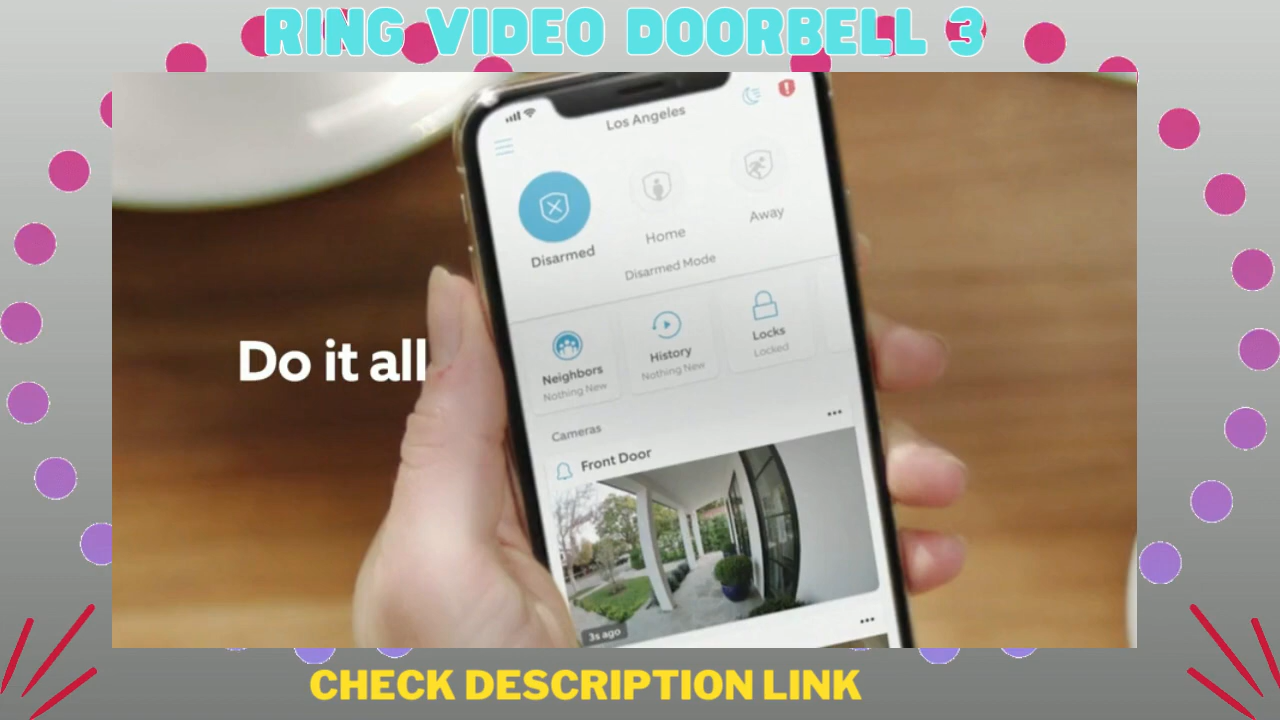 RING VIDEO DOORBELL 3
Los Angeles
Disarmed
Home
Away
Disarmed Mode
Do it all
Neighbors
Nothing New
History
Nothing New
Locks
Locked
Cameras
Front Door
3s ago
CHECK DESCRIPTION LINK